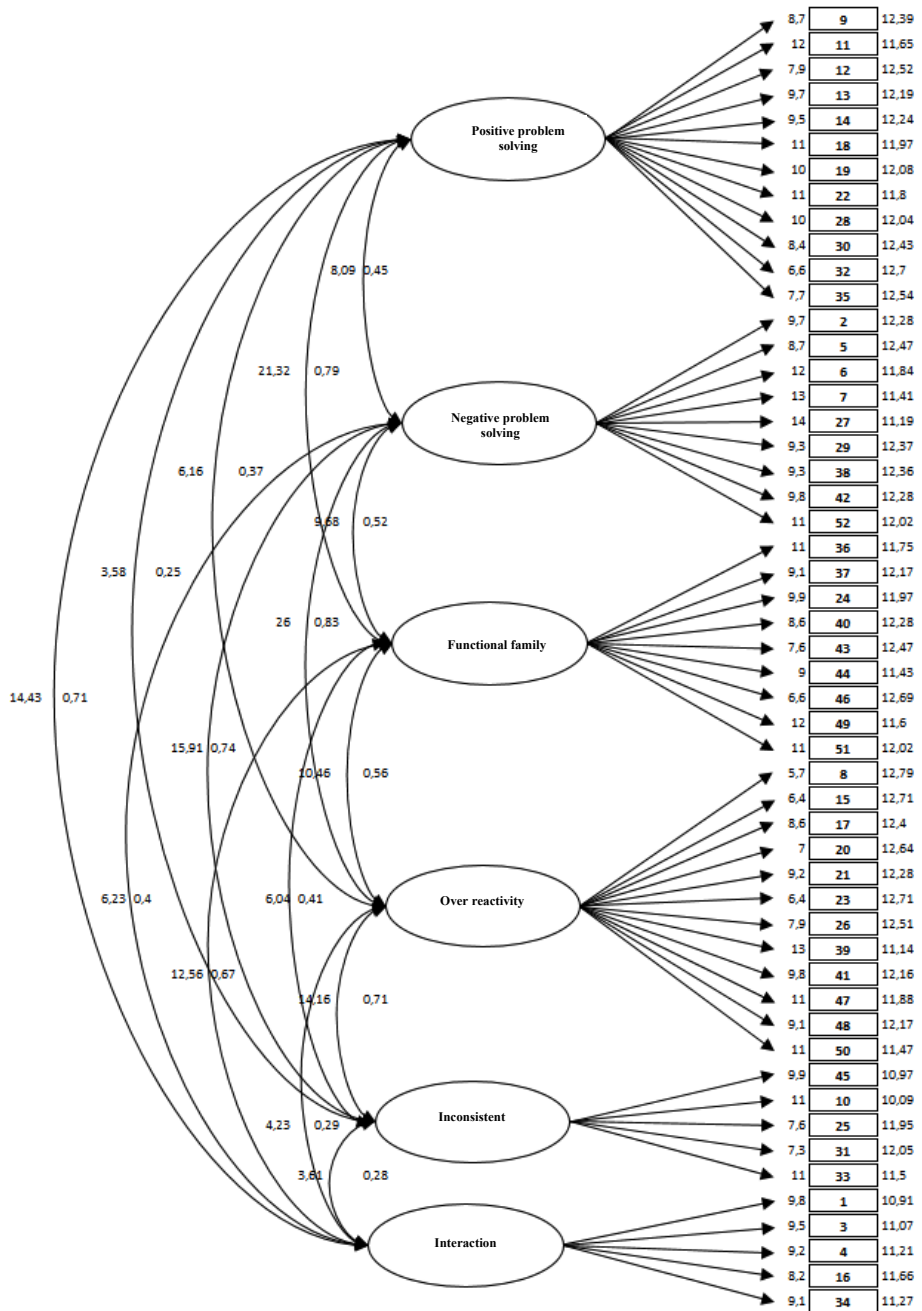 8,7 9 12,39
12 11 11,65
7,9 12 12,52
9,7 13 12,19
9,5 14 12,24
11 18 11,97
10 19 12,08
11 22 11,8
10 28 12,04
8,4 30 12,43
6,6 32 12,7
7,7 35 12,54
Positive problem
solving
8,09 0,45
9,7 2 12,28
8,7 5 12,47
12 6 11,84
13 7 11,41
14 27 11,19
9,3 29 12,37
9,3 38 12,36
9,8 42 12,28
11 52 12,02
21,32 0,79
Negative problem
solving
6,16 0,37
9,68 0,52
11 36 11,75
9,1 37 12,17
9,9 24 11,97
8,6 40 12,28
7,6 43 12,47
9 44 11,43
6,6 46 12,69
12 49 11,6
11 51 12,02
3,58 0,25
26 0,83
Functional family
14,43 0,71
15,91 0,74
10,46 0,56
5,7 8 12,79
6,4 15 12,71
8,6 17 12,4
7 20 12,64
9,2 21 12,28
6,4 23 12,71
7,9 26 12,51
13 39 11,14
9,8 41 12,16
11 47 11,88
9,1 48 12,17
11 50 11,47
6,23 0,4
6,04 0,41
Over reactivity
12,56 0,67
14,16 0,71
9,9 45 10,97
11 10 10,09
7,6 25 11,95
7,3 31 12,05
11 33 11,5
Inconsistent
4,23 0,29
3,61 0,28
9,8 1 10,91
9,5 3 11,07
9,2 4 11,21
8,2 16 11,66
9,1 34 11,27
Interaction